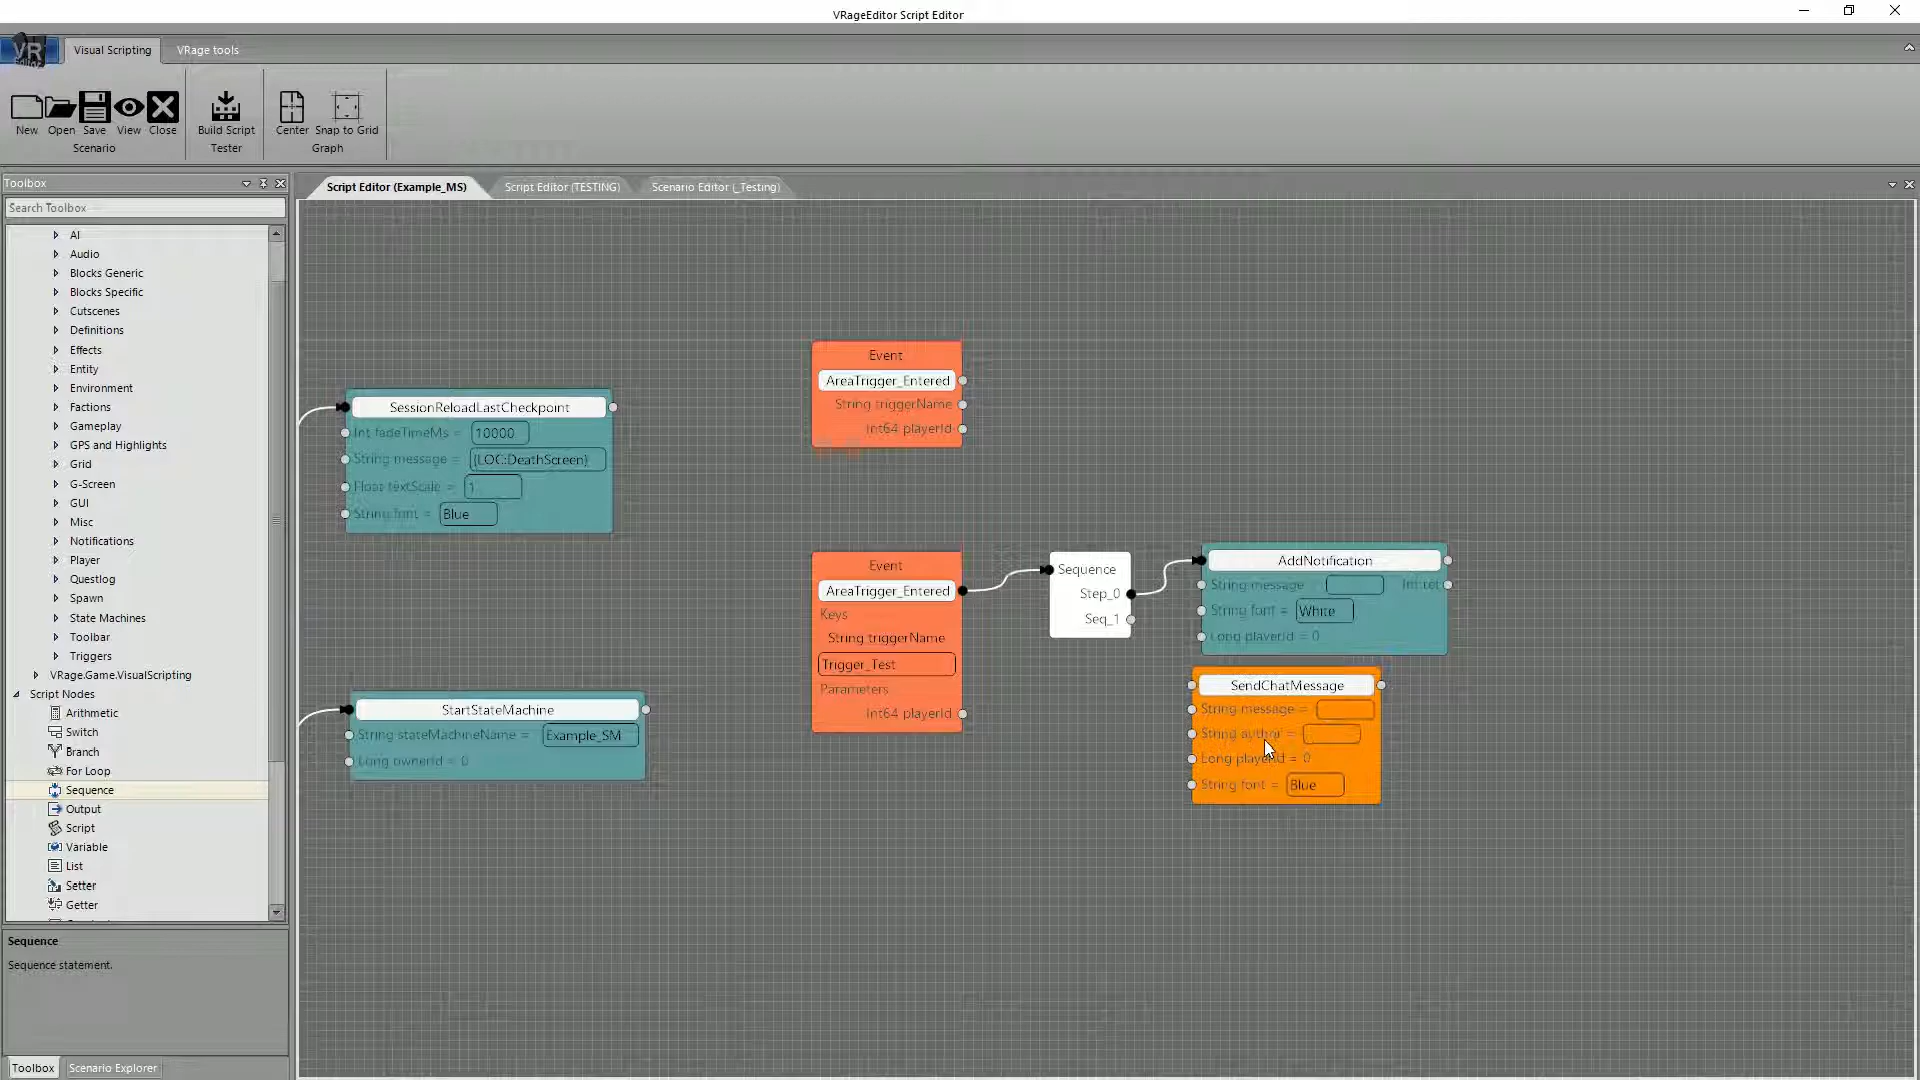 VRageEditor Script Editor
VR
Editor
Visual Scripting
VRage tools
New
Open
Save
View
Close
Scenario
Build Script
Tester
Center
Snap to Grid
Graph
Toolbox
Search Toolbox
AI
Audio
Blocks Generic
Blocks Specific
Cutscenes
Definitions
Effects
Entity
Environment
Factions
Gameplay
GPS and Highlights
Grid
G-Screen
GUI
Misc
Notifications
Player
Questlog
Spawn
State Machines
Toolbar
Triggers
VRage.Game.VisualScripting
Script Nodes
Arithmetic
Switch
Branch
For Loop
Sequence
Output
Script
Variable
List
Setter
Getter
Sequence
Sequence statement.
Toolbox
Scenario Explorer
Script Editor (Example_MS)
Script Editor (TESTING)
Scenario Editor (_Testing)
SessionReloadLastCheckpoint
Int fadeTimeMs = 10000
String message = {LOC:DeathScreen}
Float textScale = 1
String font = Blue
StartStateMachine
String stateMachineName = Example_SM
Long ownerId = 0
Event
AreaTrigger_Entered
String triggerName
Int64 playerId
Event
AreaTrigger_Entered
Keys
String triggerName
Trigger_Test
Parameters
Int64 playerId
Sequence
Step_0
Seq_1
AddNotification
String message
Int ret
String font = White
Long playerId = 0
SendChatMessage
String message =
String author =
Long playerId = 0
String font = Blue